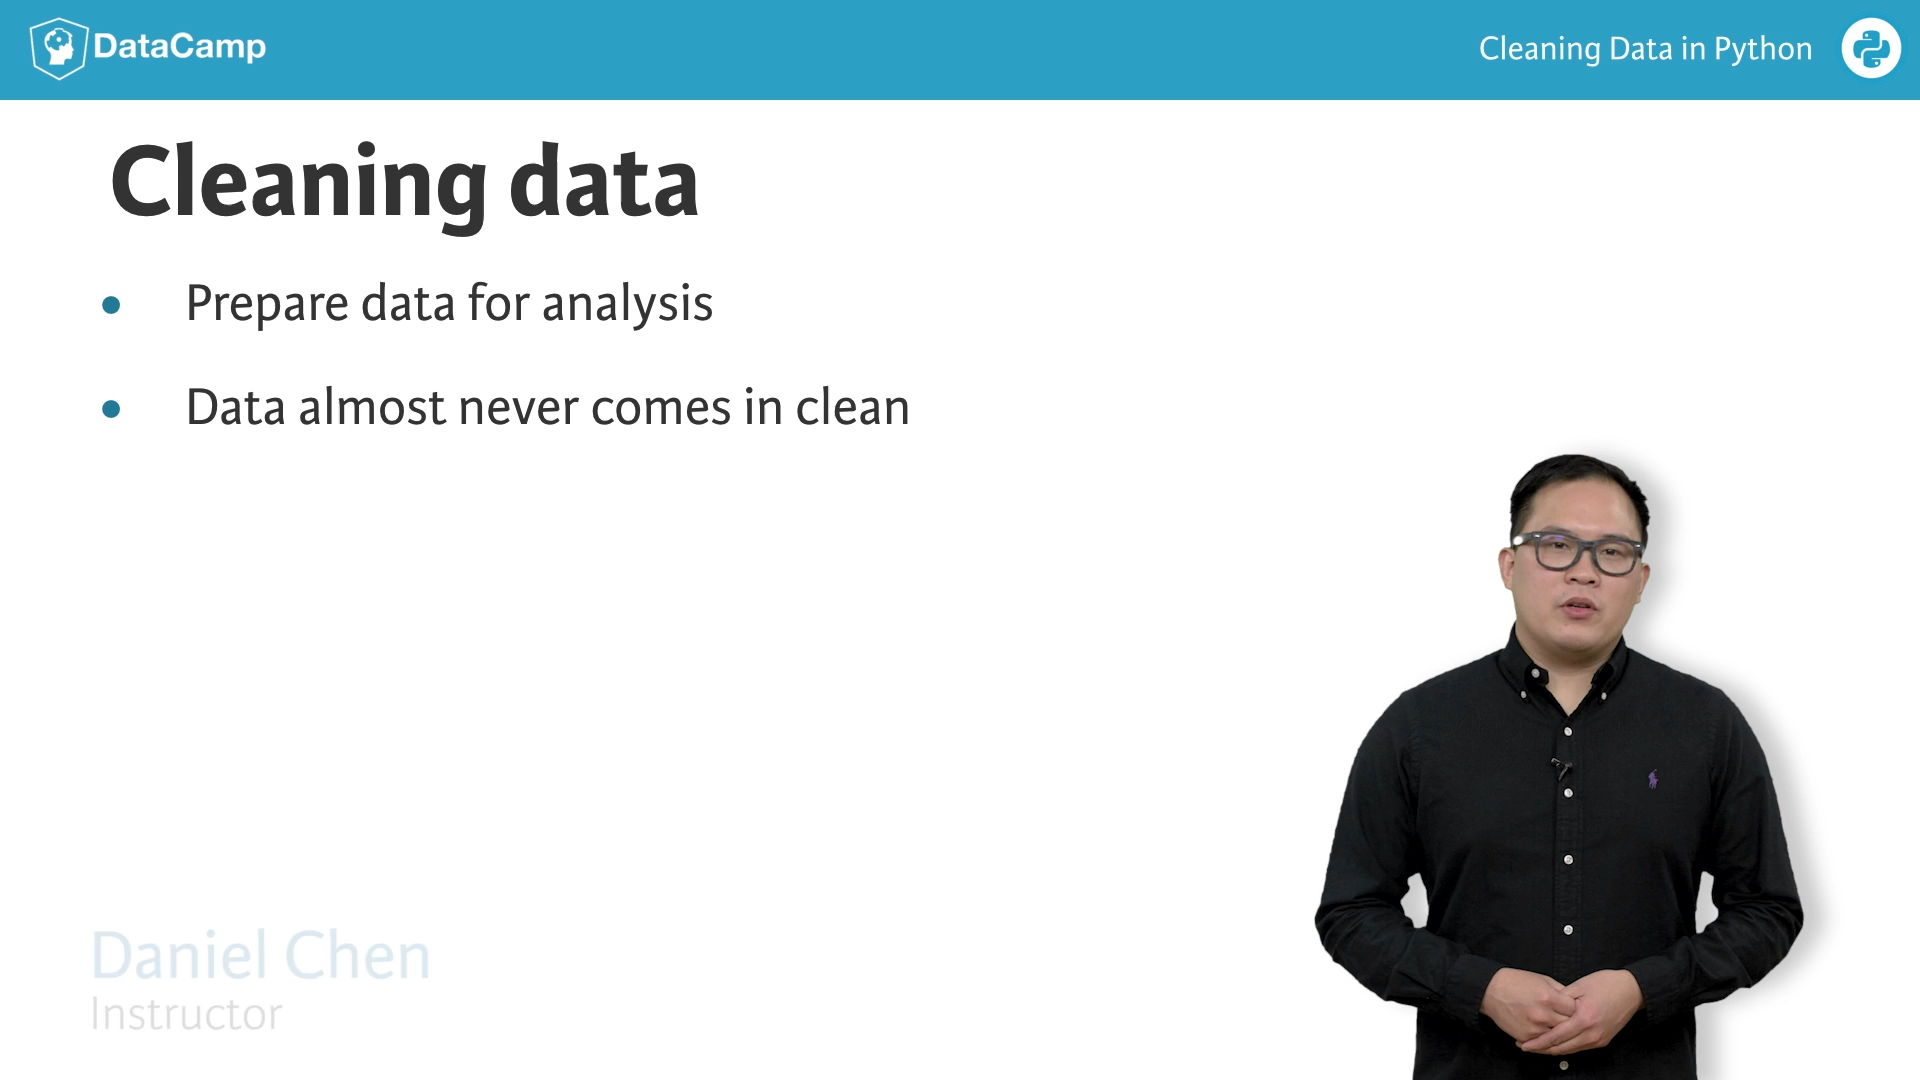 DataCamp
Cleaning Data in Python
Cleaning data
Prepare data for analysis
Data almost never comes in clean
Daniel Chen
Instructor